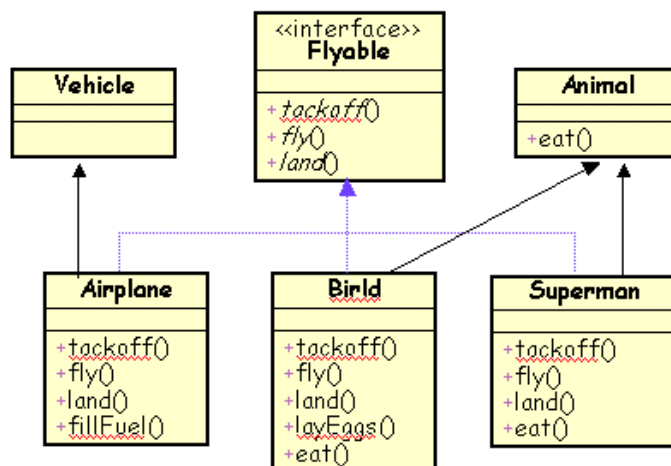 <<interface>>
Flyable
+tackoff()
+fly()
+land()
Vehicle
Animal
+eat()
Airplane
+tackoff()
+fly()
+land()
+fillFuel()
Birld
+tackoff()
+fly()
+land()
+layEggs()
+eat()
Superman
+tackoff()
+fly()
+land()
+eat()